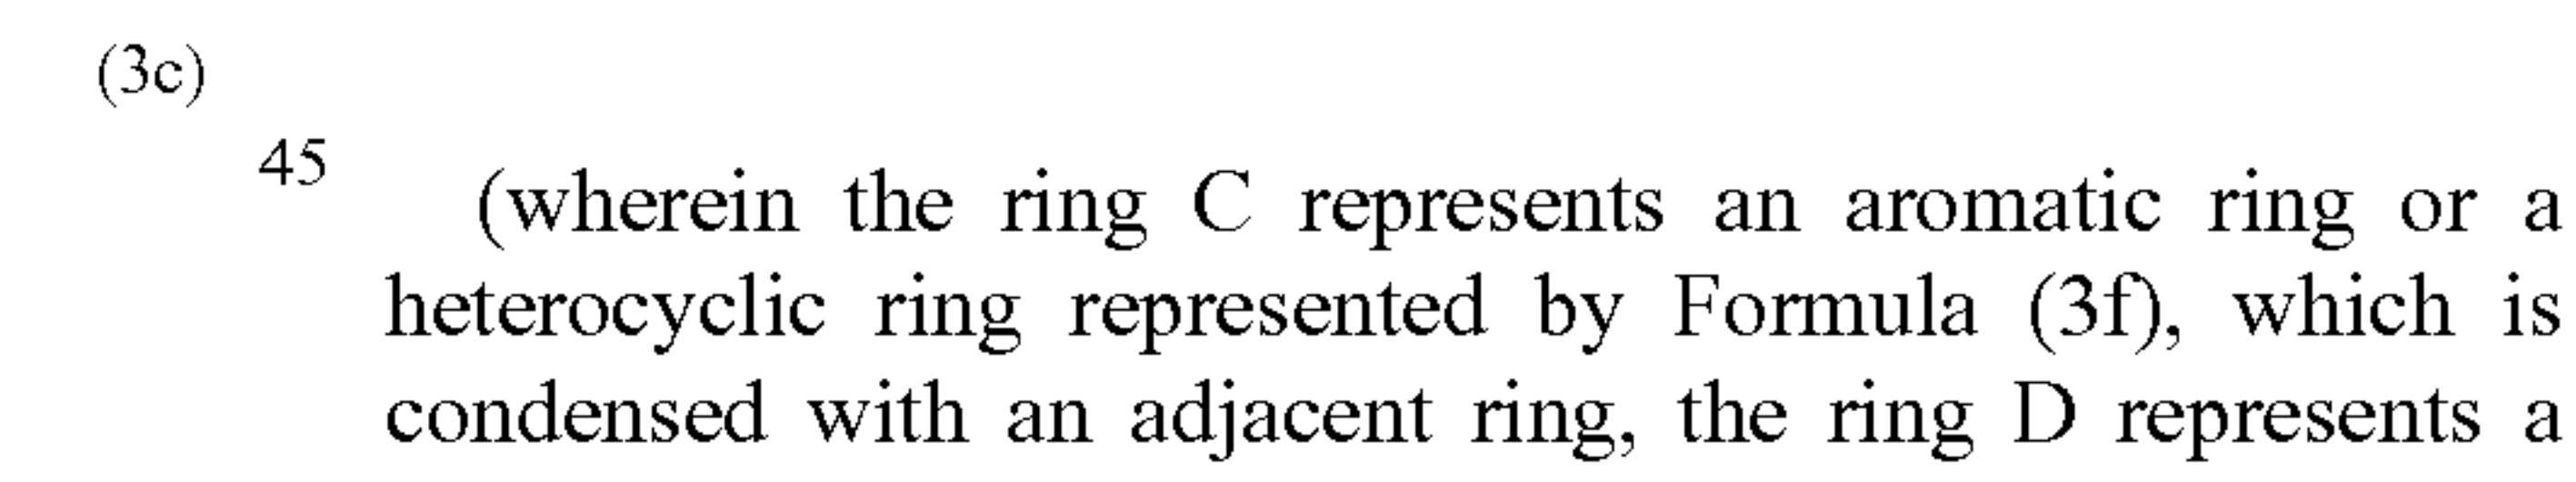 (3c)
45
(wherein the ring C represents an aromatic ring or a
heterocyclic ring represented by Formula (3f), which is
condensed with an adjacent ring, the ring D represents a